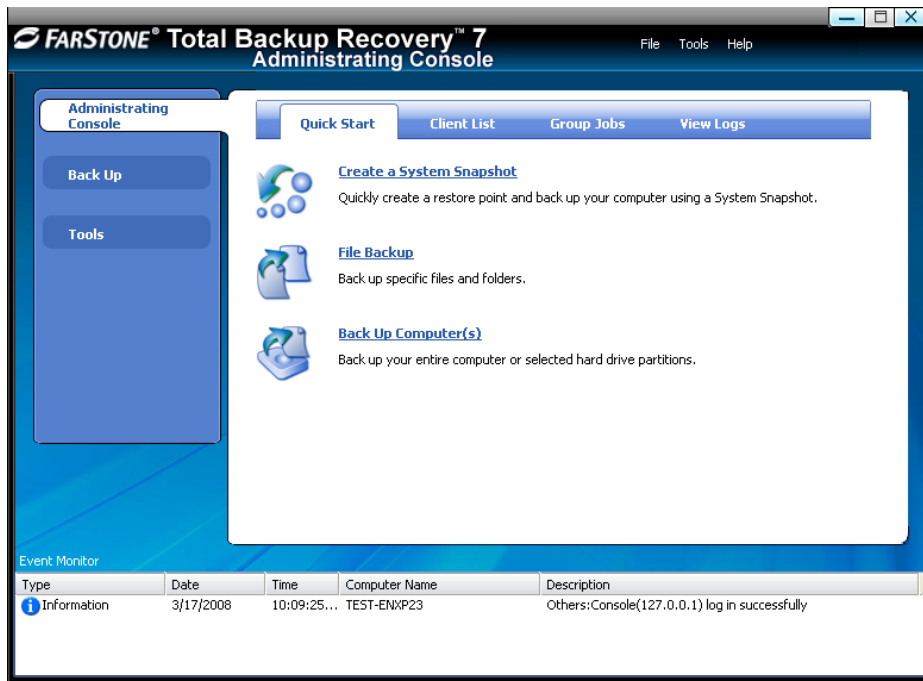 FARSTONE® Total Backup Recovery™ 7
Administrating Console
File Tools Help
Administrating
Console
Back Up
Tools
Quick Start Client List Group Jobs View Logs
Create a System Snapshot
Quickly create a restore point and back up your computer using a System Snapshot.
File Backup
Back up specific files and folders.
Back Up Computer(s)
Back up your entire computer or selected hard drive partitions.
Event Monitor
Type Date Time Computer Name Description
Information 3/17/2008 10:09:25... TEST-ENXP23 Others:Console(127.0.0.1) log in successfully